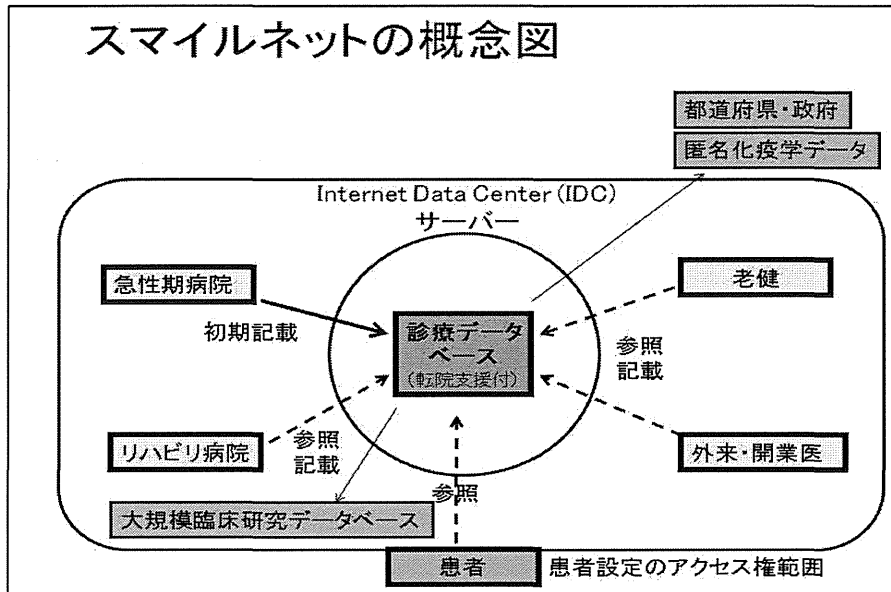 スマイルネットの概念図
都道府県・政府
匿名化疫学データ
Internet Data Center (IDC)
サーバー
急性期病院
老健
初期記載
診療データ
ベース
(転院支援付)
参照
記載
リハビリ病院
参照
記載
外来・開業医
参照
大規模臨床研究データベース
患者
患者設定のアクセス権範囲